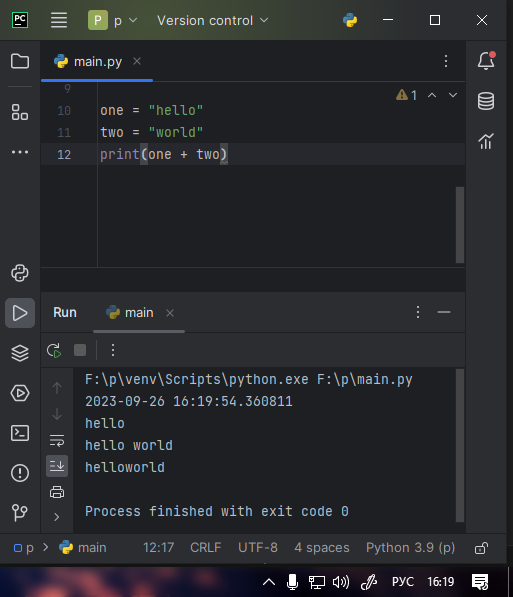 PC
P
p
Version control
main.py
1
9
10 one = "hello"
11 two = "world"
12 print(one + two)
Run
main
F:\p\venv\Scripts\python.exe F:\p\main.py
2023-09-26 16:19:54.360811
hello
hello world
helloworld
Process finished with exit code 0
p
main
12:17
CRLF
UTF-8
4 spaces
Python 3.9 (p)
РУС
16:19